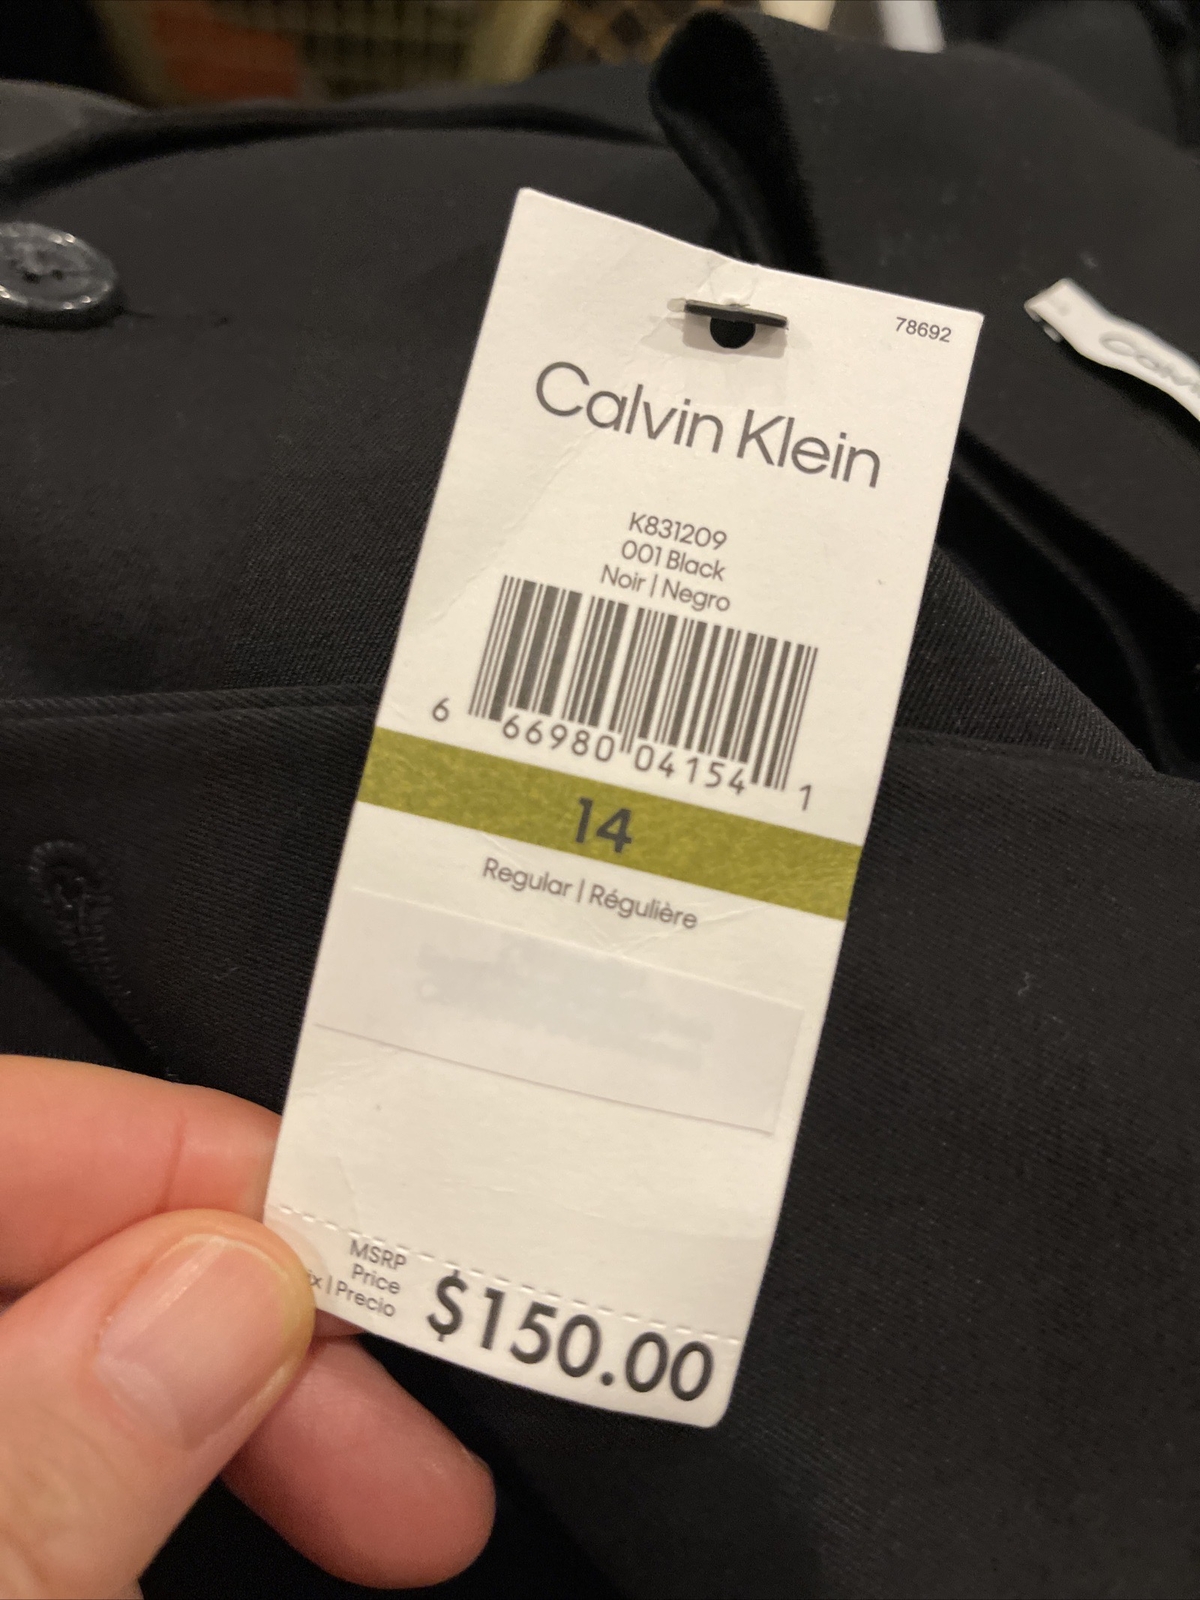 78692
Calvin Klein
K831209
001 Black
Noir | Negro
6 66980 04154 1
14
Regular | Régulière
MSRP
Price
| Precio
$150.00